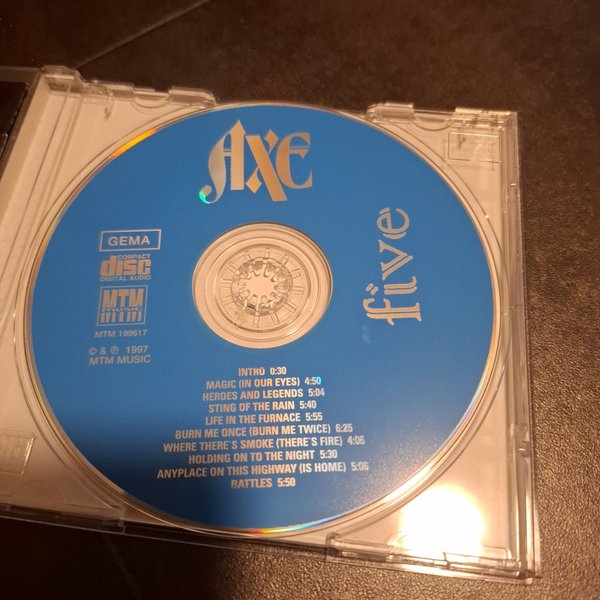 AXE
five
GEMA
COMPACT
disc
DIGITAL AUDIO
MTM
music
MTM 199617
© & ℗ 1997
MTM MUSIC
INTRO 0:30
MAGIC (IN OUR EYES) 4:50
HEROES AND LEGENDS 5:04
STING OF THE RAIN 5:40
LIFE IN THE FURNACE 5:55
BURN ME ONCE (BURN ME TWICE) 6:25
WHERE THERE'S SMOKE (THERE'S FIRE) 4:06
HOLDING ON TO THE NIGHT 5:30
ANYPLACE ON THIS HIGHWAY (IS HOME) 5:06
BATTLES 5:50